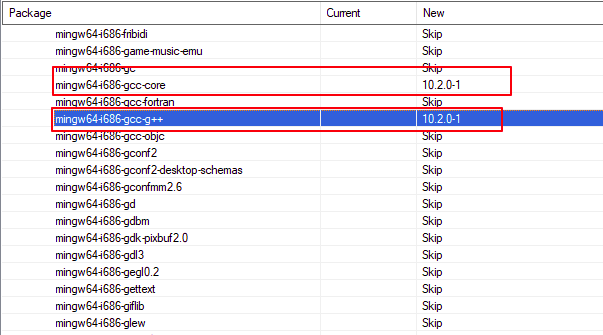 Package Current New
mingw64-i686-fribidi Skip
mingw64-i686-game-music-emu Skip
mingw64-i686-gc Skip
mingw64-i686-gcc-core 10.2.0-1
mingw64-i686-gcc-fortran Skip
mingw64-i686-gcc-g++ 10.2.0-1
mingw64-i686-gcc-objc Skip
mingw64-i686-gconf2 Skip
mingw64-i686-gconf2-desktop-schemas Skip
mingw64-i686-gconfmm2.6 Skip
mingw64-i686-gd Skip
mingw64-i686-gdbm Skip
mingw64-i686-gdk-pixbuf2.0 Skip
mingw64-i686-gdl3 Skip
mingw64-i686-gegl0.2 Skip
mingw64-i686-gettext Skip
mingw64-i686-giflib Skip
mingw64-i686-glew Skip